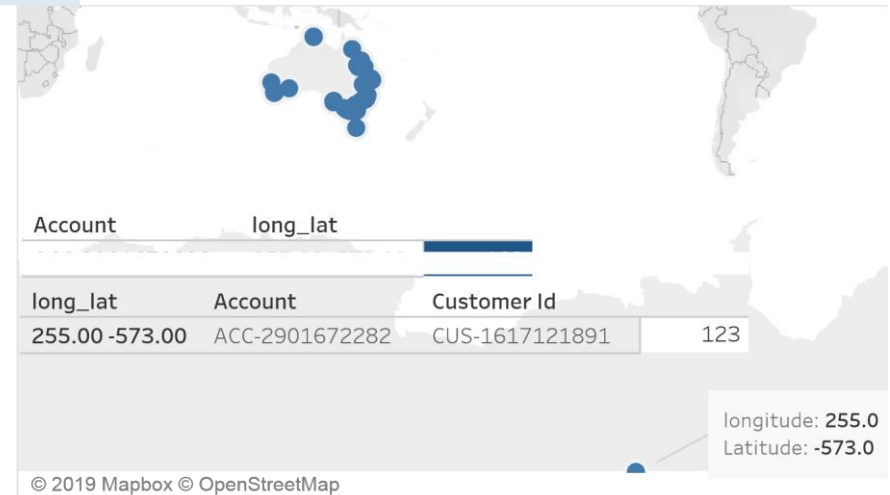 Account long_lat
long_lat Account Customer Id
255.00 -573.00 ACC-2901672282 CUS-1617121891 123
longitude: 255.0
Latitude: -573.0
© 2019 Mapbox © OpenStreetMap